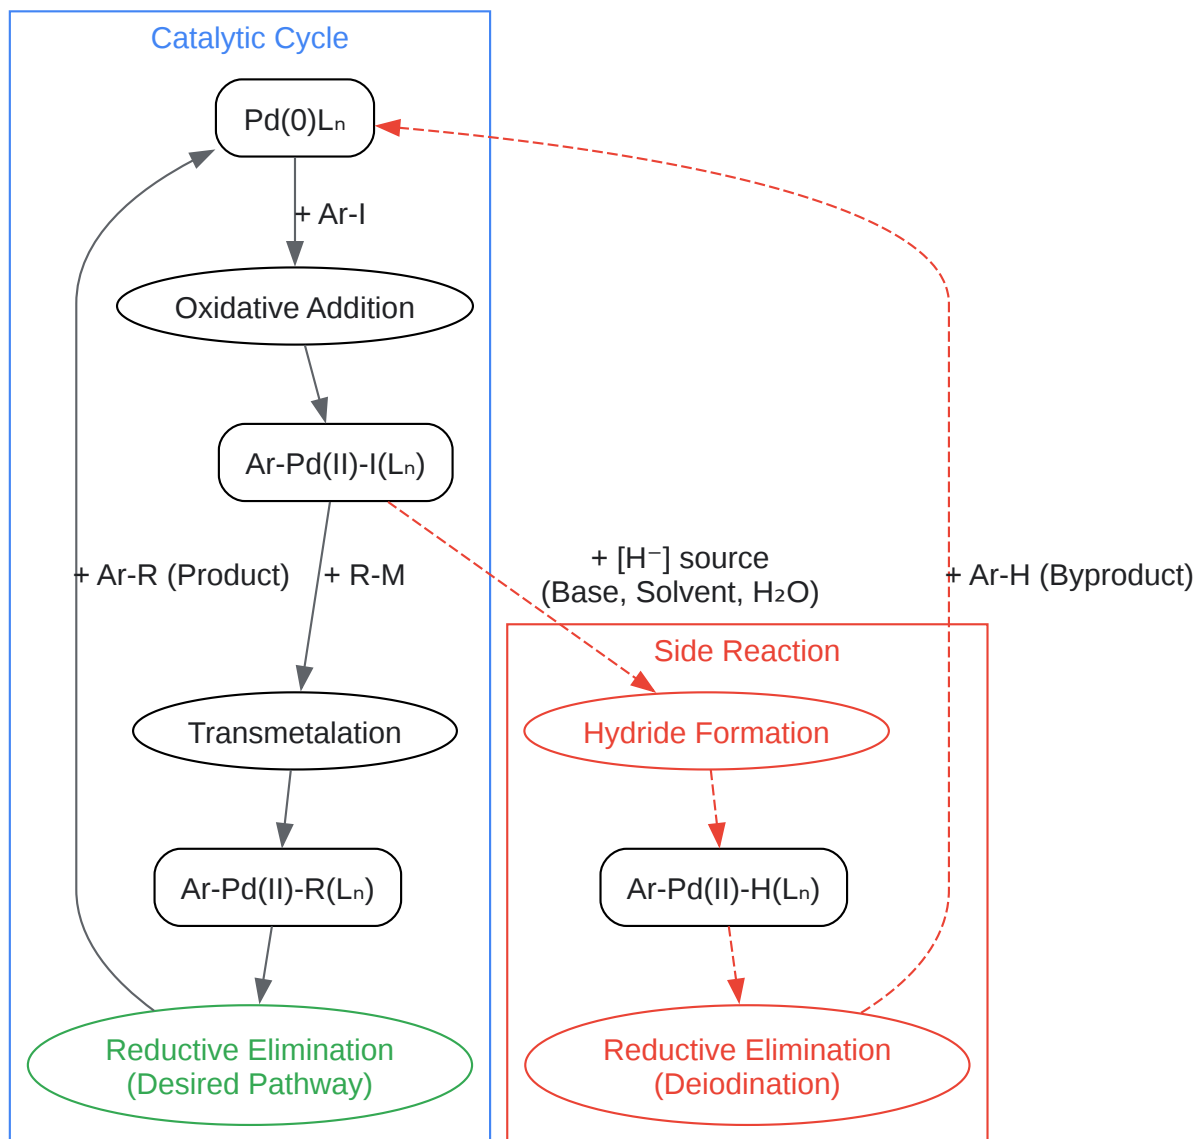 Catalytic Cycle
Pd(0)Lₙ
+ Ar-I
Oxidative Addition
Ar-Pd(II)-I(Lₙ)
+ Ar-R (Product)
+ R-M
+ [H⁻] source
(Base, Solvent, H₂O)
+ Ar-H (Byproduct)
Side Reaction
Transmetalation
Hydride Formation
Ar-Pd(II)-R(Lₙ)
Ar-Pd(II)-H(Lₙ)
Reductive Elimination
(Desired Pathway)
Reductive Elimination
(Deiodination)